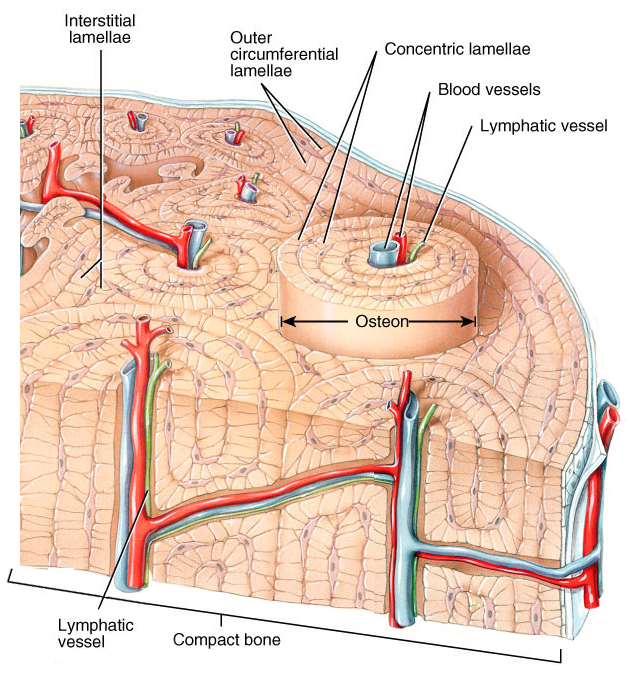 Interstitial
lamellae
Outer
circumferential
lamellae
Concentric lamellae
Blood vessels
Lymphatic vessel
Osteon
Lymphatic
vessel
Compact bone